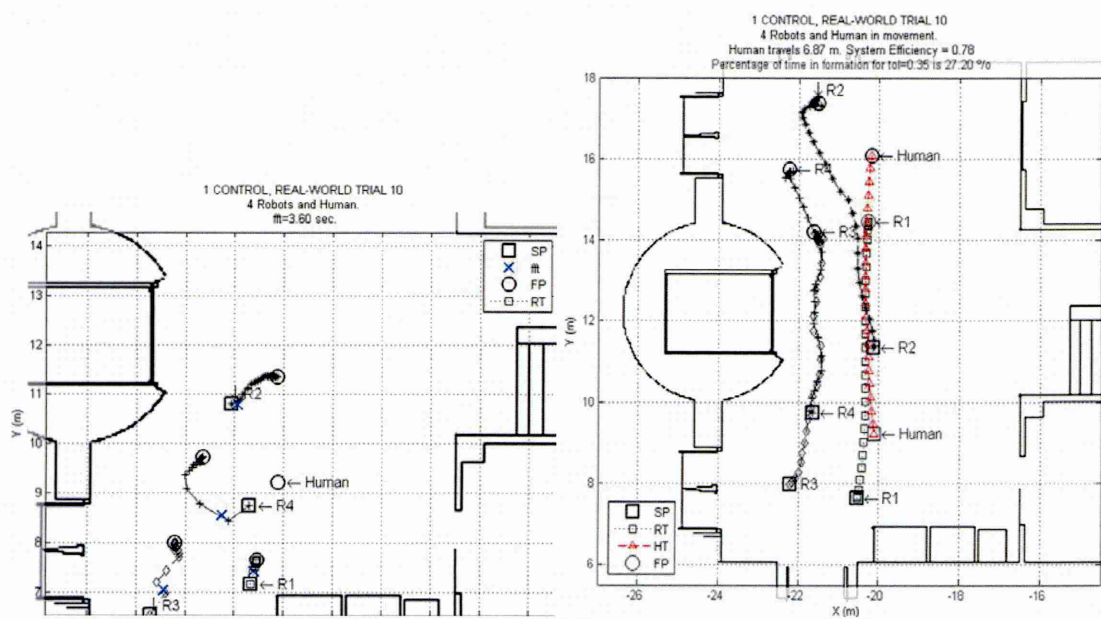 1 CONTROL, REAL-WORLD TRIAL 10
4 Robots and Human.
fft=3.60 sec.
14
13
12
11
10
9
8
7
Y (m)
SP
fft
FP
RT
R2
Human
R4
R1
R3
1 CONTROL, REAL-WORLD TRIAL 10
4 Robots and Human in movement.
Human travels 6.87 m. System Efficiency = 0.78
Percentage of time in formation for tol=0.35 is 27.20 %
18
16
14
12
10
8
6
Y (m)
R2
R4
Human
R1
R3
R2
R4
Human
R3
R1
SP
RT
HT
FP
-26
-24
-22
-20
-18
-16
X (m)